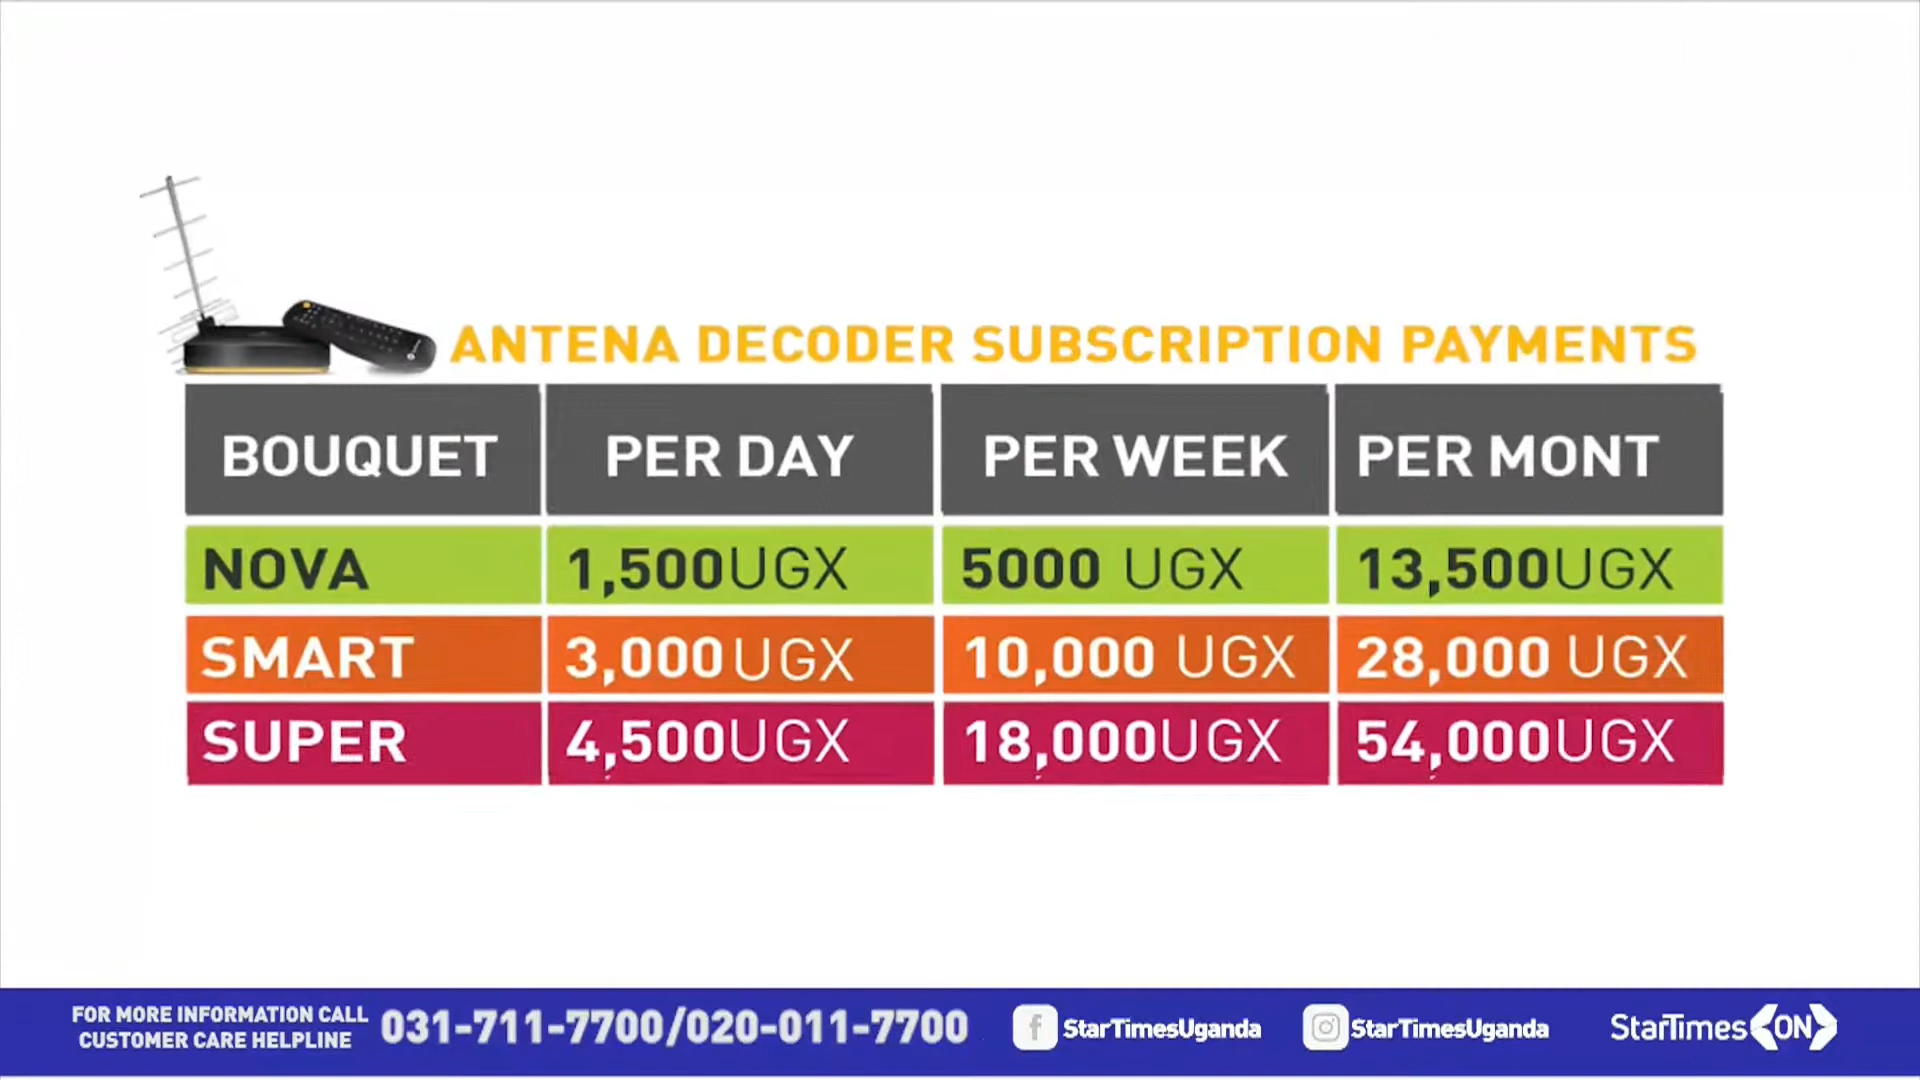 ANTENA DECODER SUBSCRIPTION PAYMENTS
BOUQUET PER DAY PER WEEK PER MONT
NOVA 1,500UGX 5000 UGX 13,500UGX
SMART 3,000UGX 10,000 UGX 28,000 UGX
SUPER 4,500UGX 18,000UGX 54,000UGX
FOR MORE INFORMATION CALL
CUSTOMER CARE HELPLINE
031-711-7700/020-011-7700
StarTimesUganda
StarTimesUganda
StarTimes ON